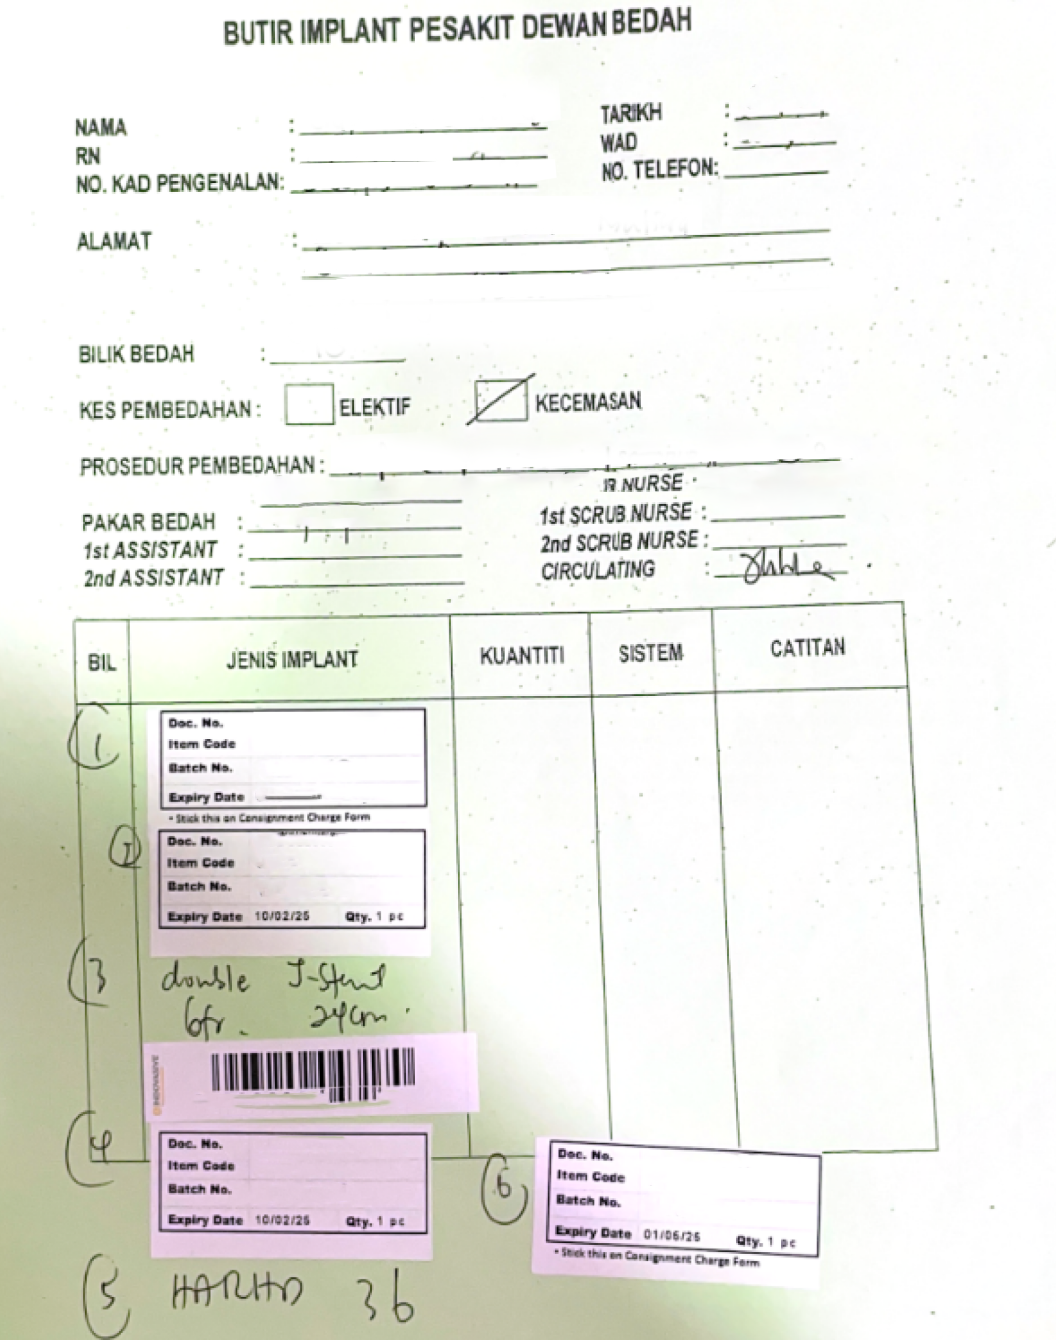 BUTIR IMPLANT PESAKIT DEWAN BEDAH
NAMA :
RN :
NO. KAD PENGENALAN:
TARIKH :
WAD :
NO. TELEFON:
ALAMAT :
BILIK BEDAH :
KES PEMBEDAHAN : ELEKTIF KECEMASAN
PROSEDUR PEMBEDAHAN :
PAKAR BEDAH :
1st ASSISTANT :
2nd ASSISTANT :
NURSE
1st SCRUB NURSE :
2nd SCRUB NURSE :
CIRCULATING :
BIL JENIS IMPLANT KUANTITI SISTEM CATITAN
1
Doc. No.
Item Code
Batch No.
Expiry Date
* Stick this on Consignment Charge Form
2
Doc. No.
Item Code
Batch No.
Expiry Date 10/02/25 Qty. 1 pc
3 double J-Stent
6fr. 24cm.
INNOVASIVE
4
Doc. No.
Item Code
Batch No.
Expiry Date 10/02/25 Qty. 1 pc
5 36
6
Doc. No.
Item Code
Batch No.
Expiry Date 01/05/25 Qty. 1 pc
* Stick this on Consignment Charge Form